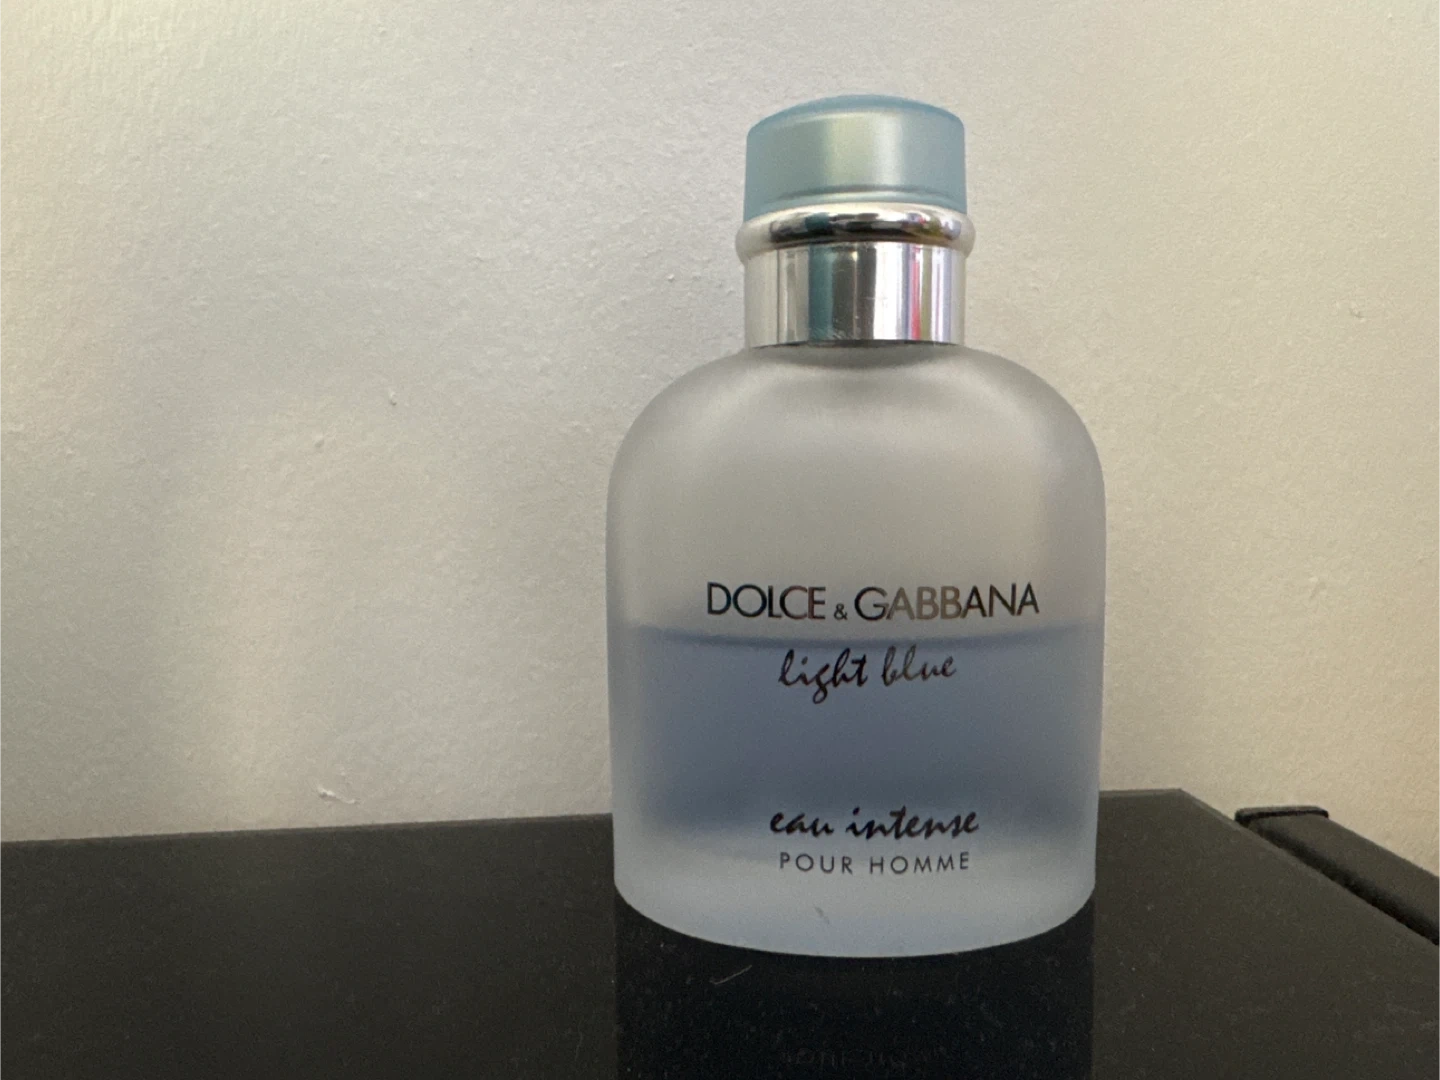 DOLCE & GABBANA
light blue
eau intense
POUR HOMME